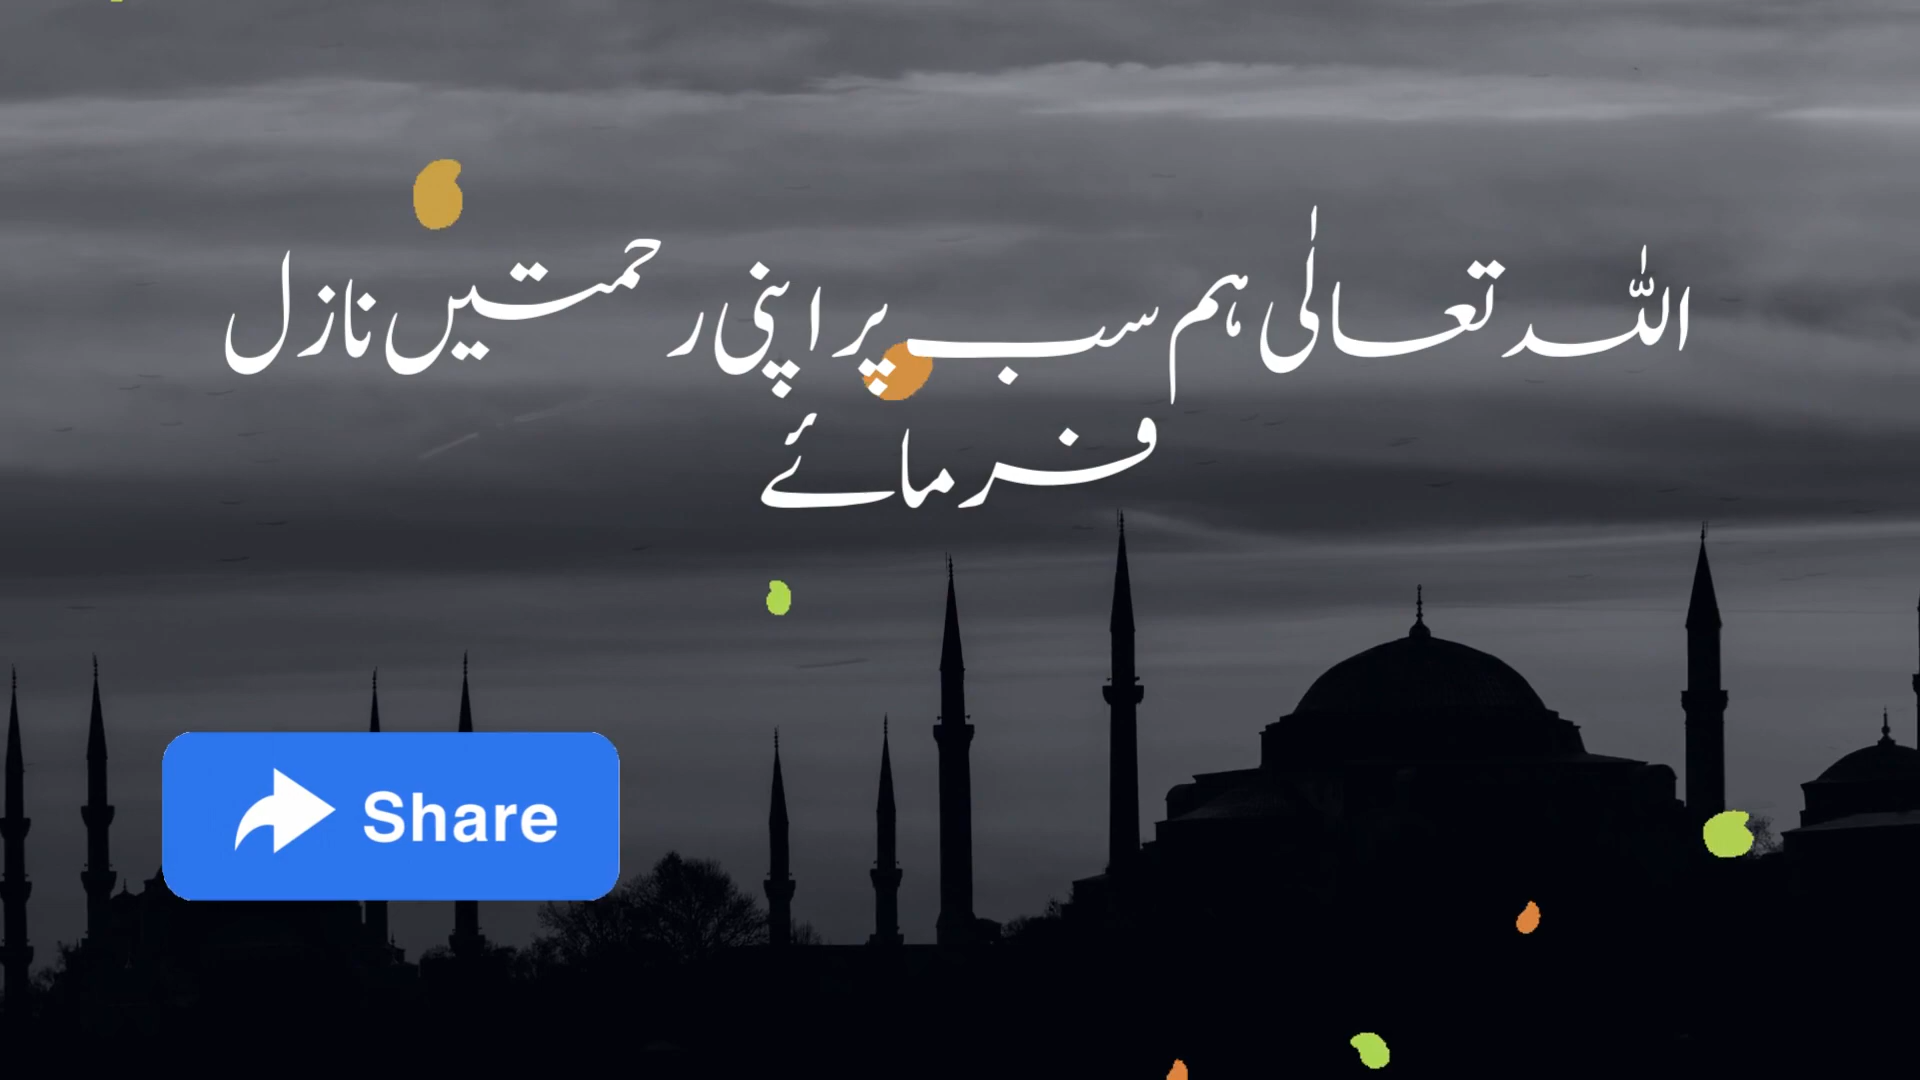 اللہ تعالٰی ہم سب پر اپنی رحمتیں نازل
فرمائے
Share